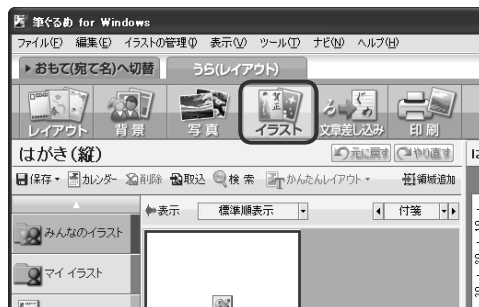 筆ぐるめ for Windows
ファイル(F) 編集(E) イラストの管理(I) 表示(V) ツール(T) ナビ(N) ヘルプ(H)
おもて(宛て名)へ切替 うら(レイアウト)
レイアウト 背景 写真 イラスト 文章差し込み 印刷
はがき(縦) 元に戻す やり直す
保存 カレンダー 削除 取込 検索 かんたんレイアウト 領域追加
表示 標準順表示 付箋
みんなのイラスト
マイ イラスト